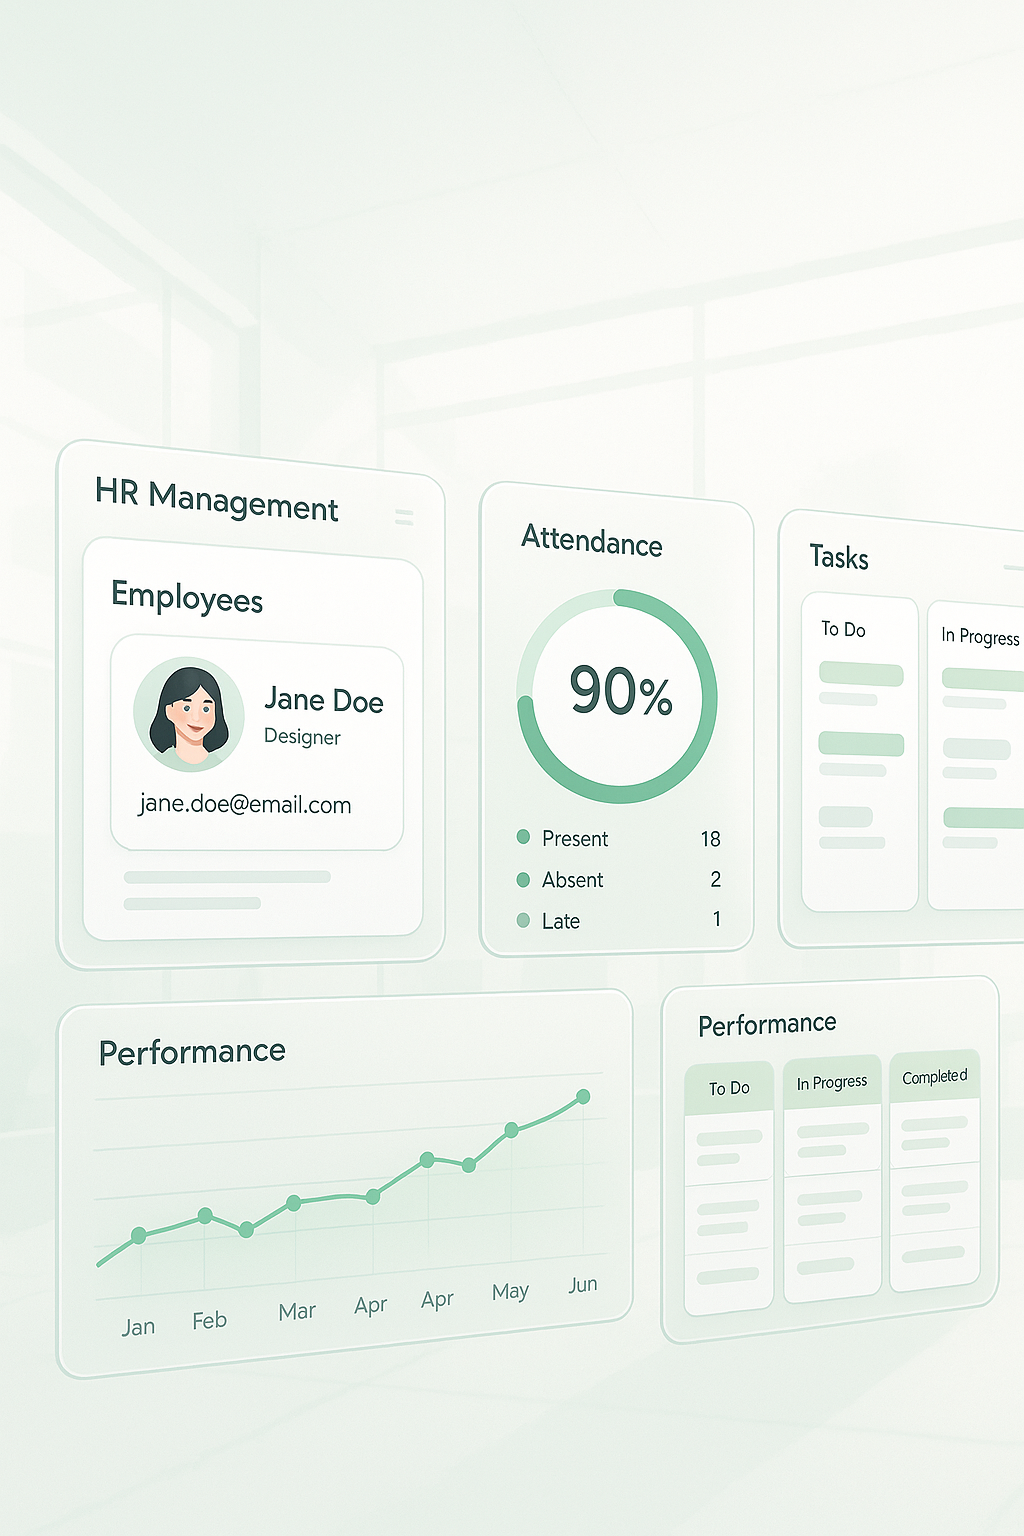 HR Management
Employees
Jane Doe
Designer
jane.doe@email.com
Attendance
90%
Present 18
Absent 2
Late 1
Tasks
To Do
In Progress
Performance
Jan Feb Mar Apr Apr May Jun
Performance
To Do In Progress Completed